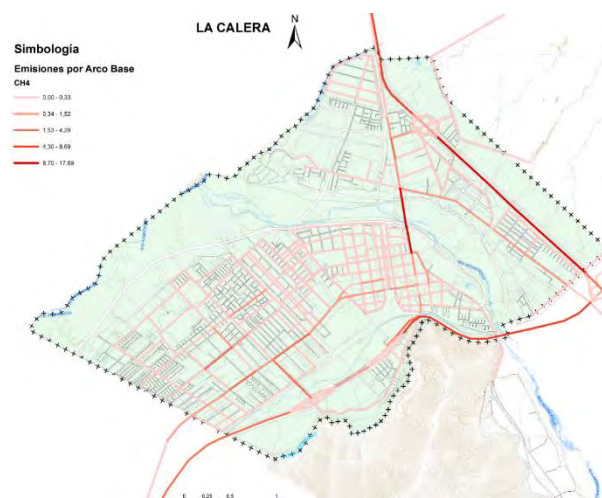 LA CALERA
N
Simbología
Emisiones por Arco Base
CH4
0,00 - 0,33
0,34 - 1,52
1,53 - 4,29
4,30 - 8,69
8,70 - 17,69
0 0,25 0,5 1